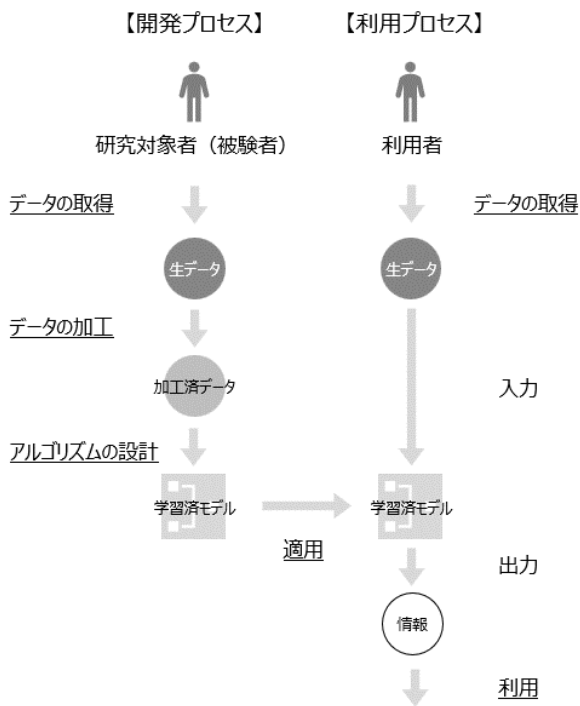 【開発プロセス】 【利用プロセス】
研究対象者（被験者） 利用者
データの取得 データの取得
生データ 生データ
データの加工
加工済データ 入力
アルゴリズムの設計
学習済モデル 学習済モデル
適用
出力
情報
利用